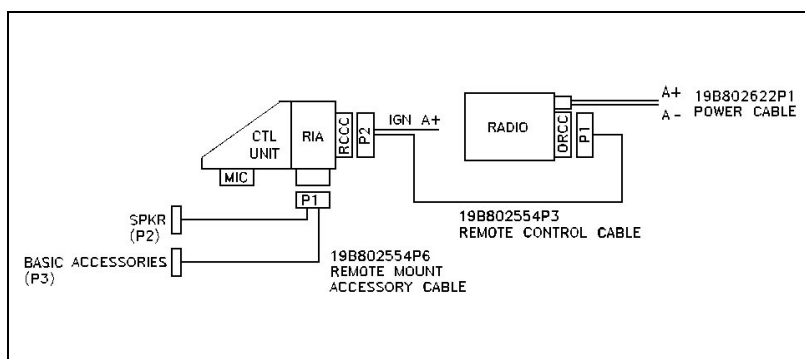 A+
A-
19B802622P1
POWER CABLE
IGN A+
CTL
UNIT
RIA
RCCC
P2
RADIO
ORCC
P1
MIC
P1
SPKR
(P2)
19B802554P3
REMOTE CONTROL CABLE
BASIC ACCESSORIES
(P3)
19B802554P6
REMOTE MOUNT
ACCESSORY CABLE